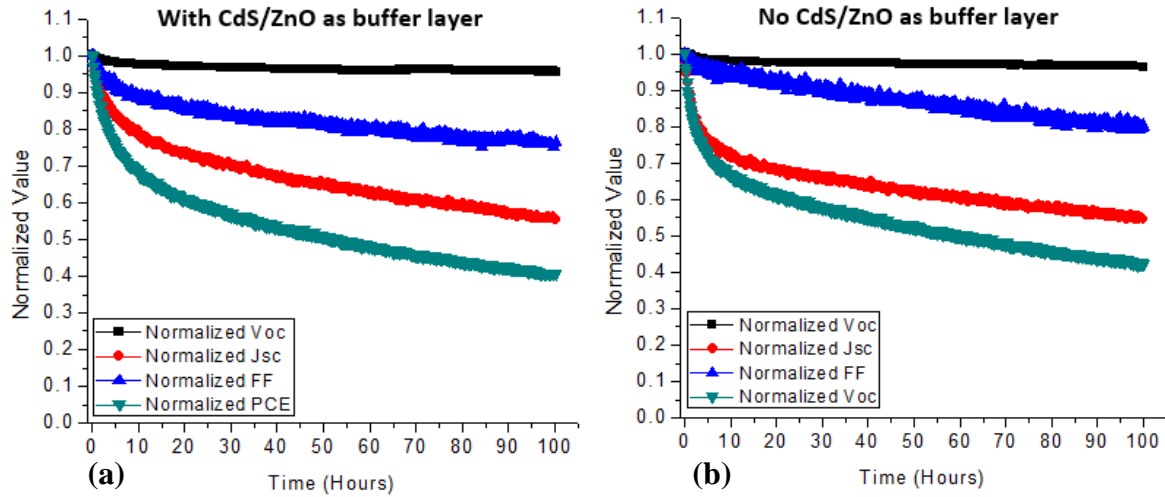 With CdS/ZnO as buffer layer
1.1
1.0
0.9
0.8
0.7
0.6
0.5
0.4
0.3
0.2
0.1
0.0
Normalized Value
Normalized Voc
Normalized Jsc
Normalized FF
Normalized PCE
0 10 20 30 40 50 60 70 80 90 100
Time (Hours)
(a)
No CdS/ZnO as buffer layer
1.1
1.0
0.9
0.8
0.7
0.6
0.5
0.4
0.3
0.2
0.1
0.0
Normalized Value
Normalized Voc
Normalized Jsc
Normalized FF
Normalized Voc
0 10 20 30 40 50 60 70 80 90 100
Time (Hours)
(b)